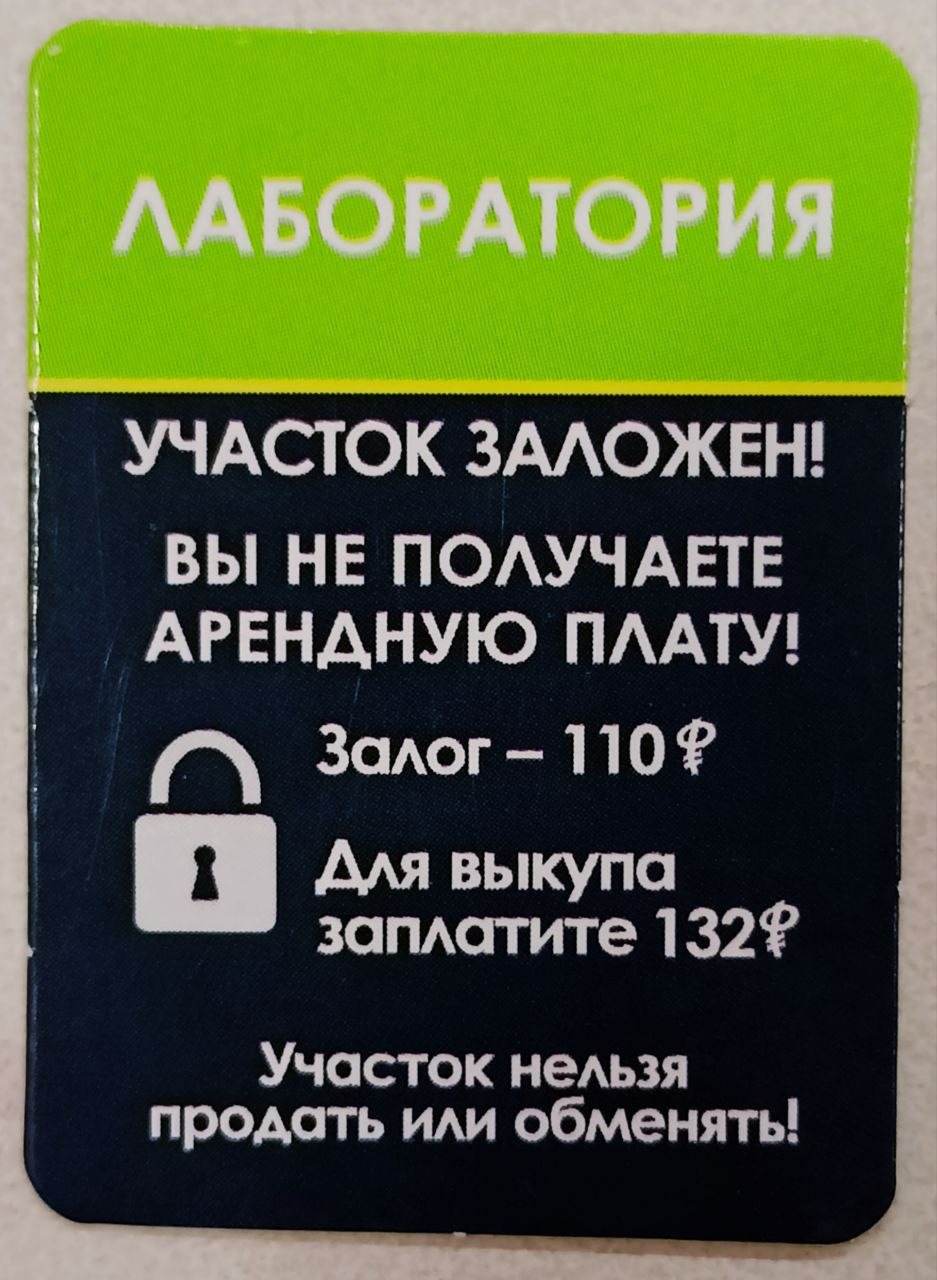 ЛАБОРАТОРИЯ
УЧАСТОК ЗАЛОЖЕН!
ВЫ НЕ ПОЛУЧАЕТЕ
АРЕНДНУЮ ПЛАТУ!
Залог – 110 ₽
Для выкупа
заплатите 132₽
Участок нельзя
продать или обменять!